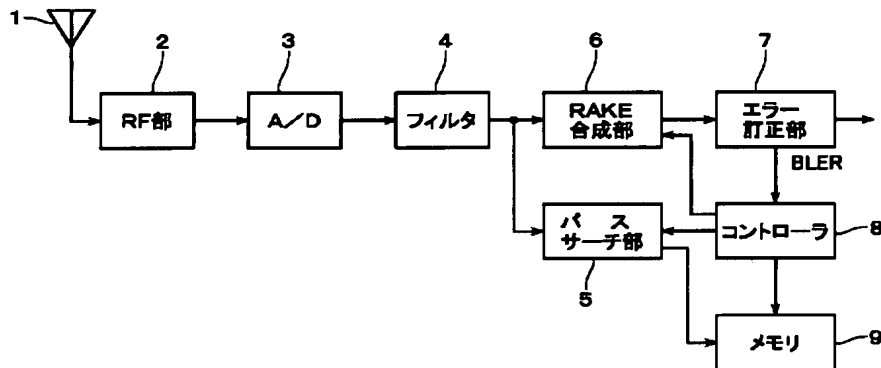 1
2
3
4
6
7
RF部
A/D
フィルタ
RAKE
合成部
エラー
訂正部
BLER
パス
サーチ部
5
コントローラ
8
メモリ
9